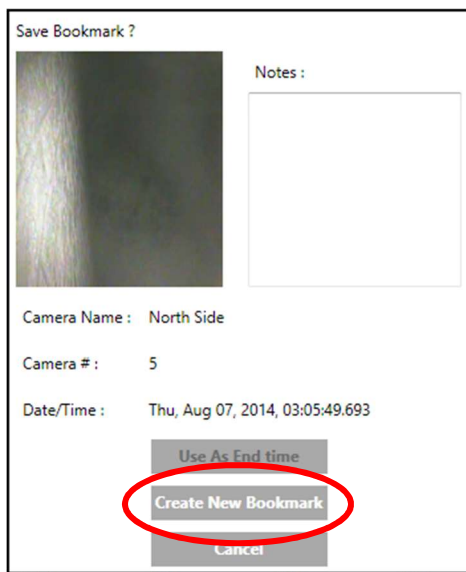 Save Bookmark ?
Notes :
Camera Name : North Side
Camera # : 5
Date/Time : Thu, Aug 07, 2014, 03:05:49.693
Use As End time
Create New Bookmark
Cancel